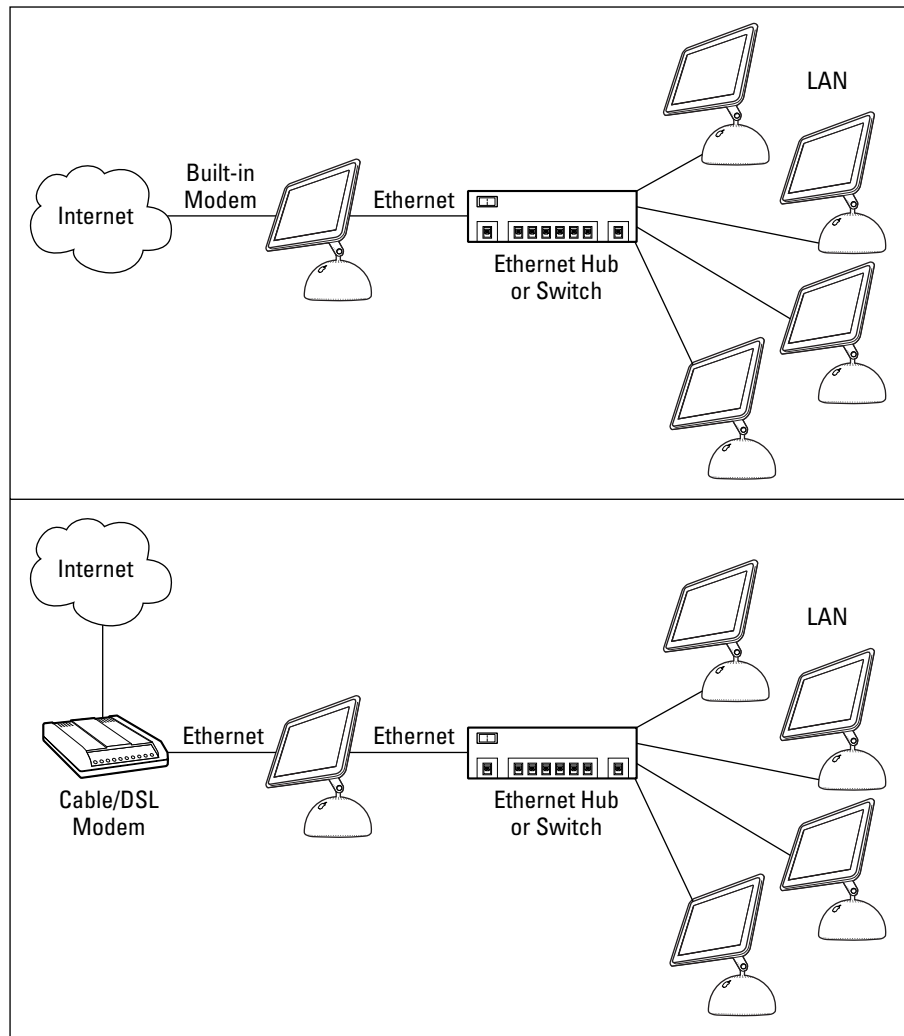 LAN
Built-in
Modem
Internet
Ethernet
Ethernet Hub
or Switch
Internet
LAN
Ethernet
Ethernet
Cable/DSL
Modem
Ethernet Hub
or Switch